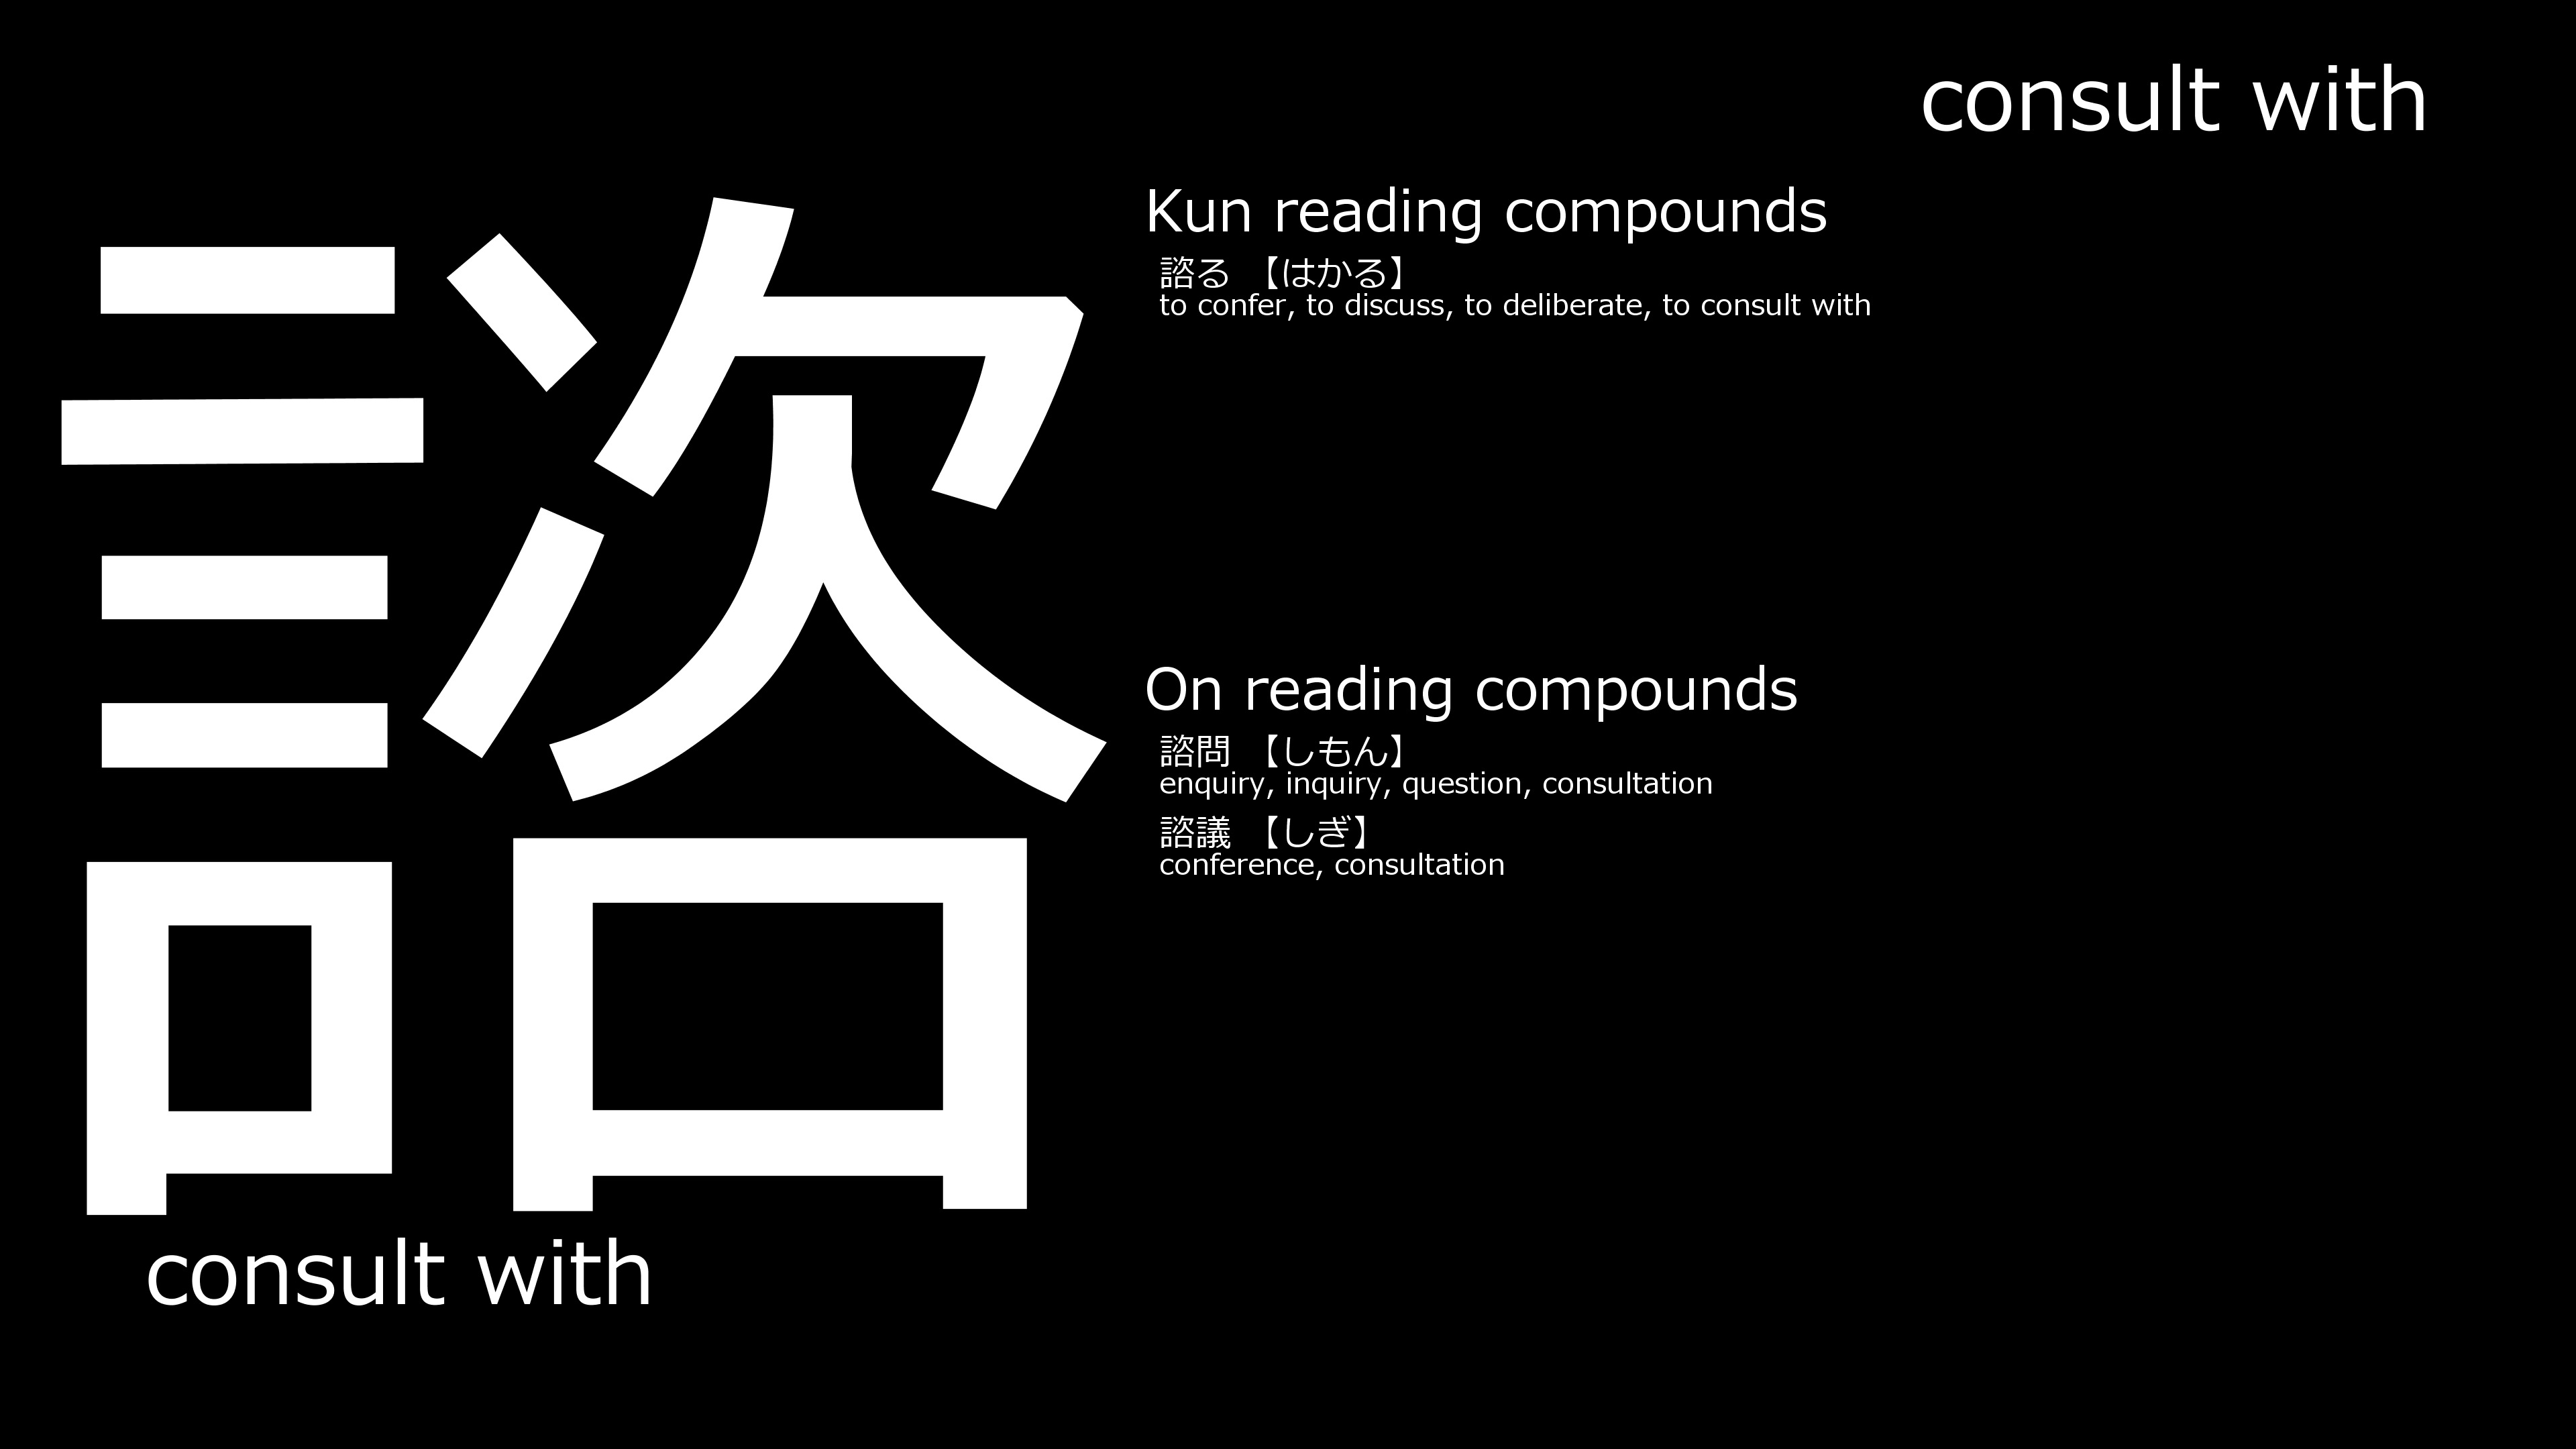 consult with
諮
Kun reading compounds
諮る 【はかる】
to confer, to discuss, to deliberate, to consult with
On reading compounds
諮問 【しもん】
enquiry, inquiry, question, consultation
諮議 【しぎ】
conference, consultation
consult with